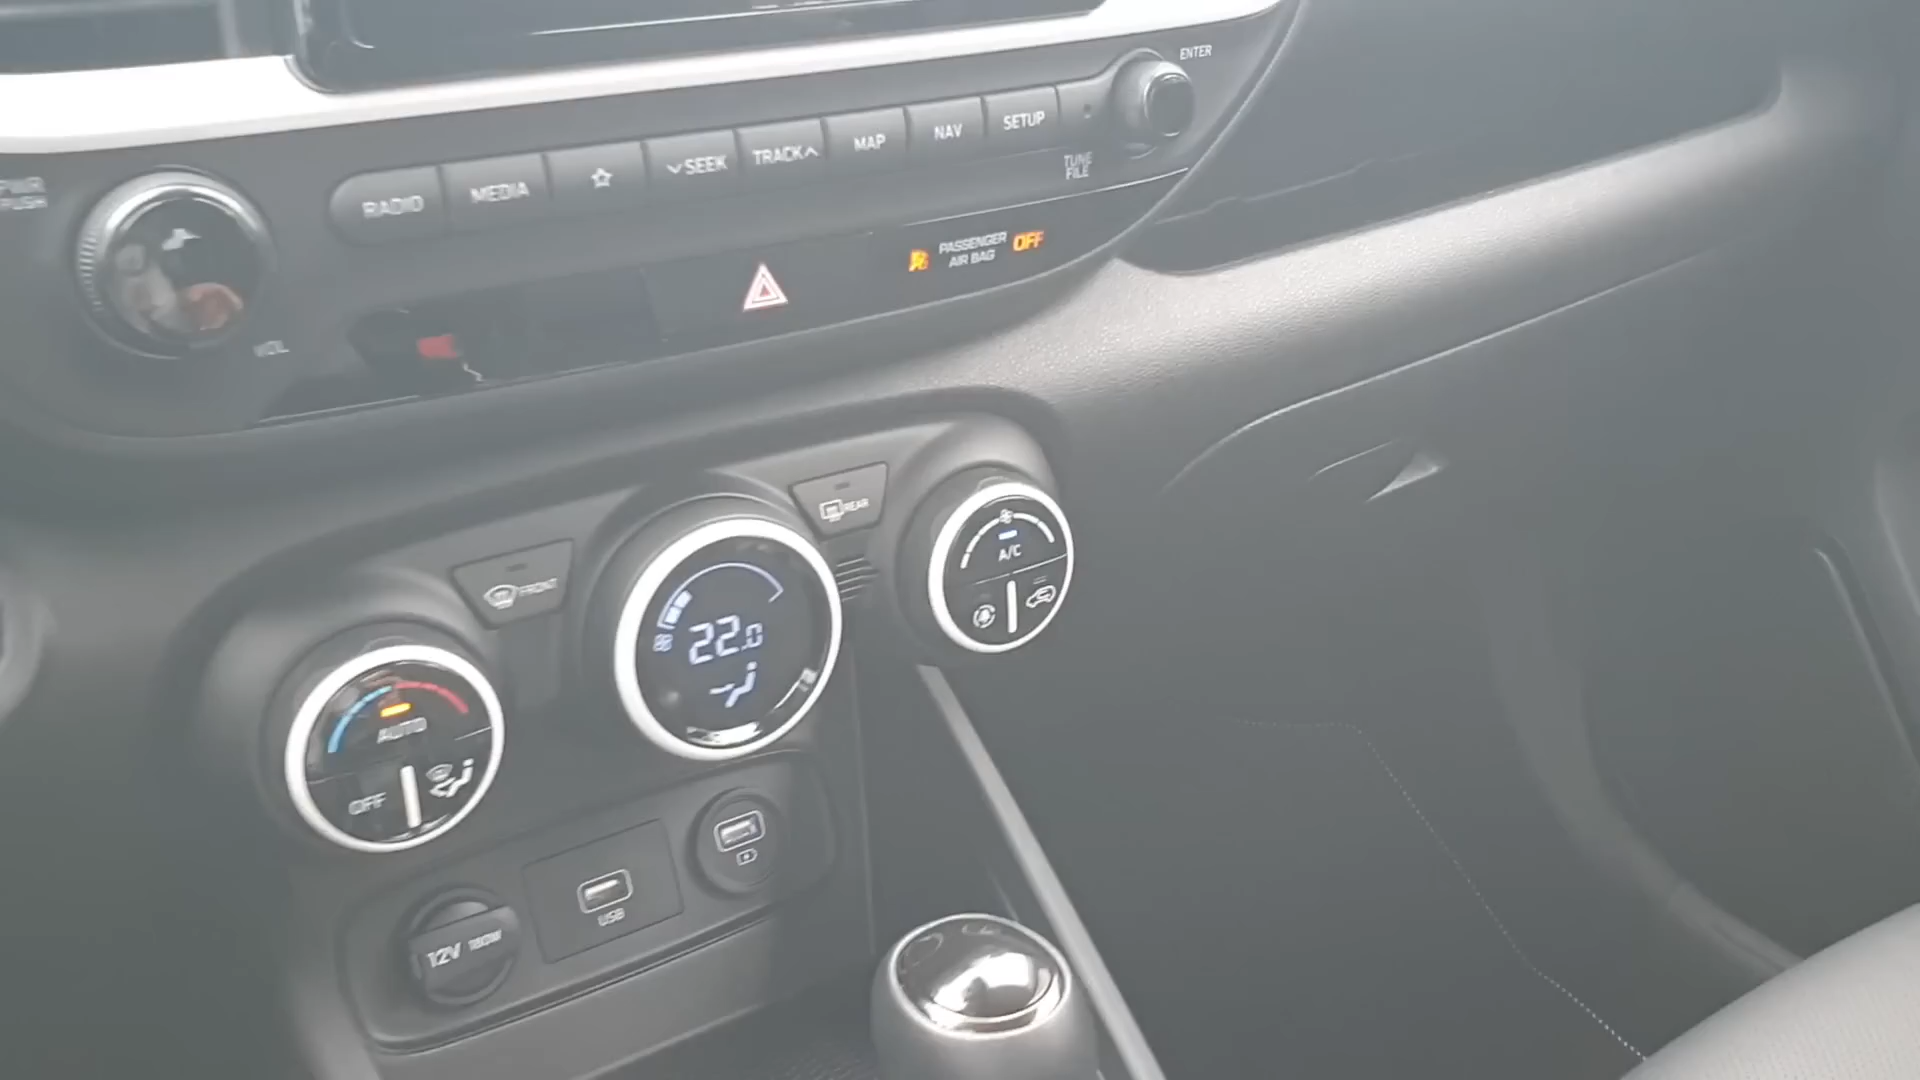 ENTER
PWR
PUSH
RADIO
MEDIA
SEEK
TRACK
MAP
NAV
SETUP
TUNE
FILE
VOL
PASSENGER
AIR BAG
OFF
REAR
FRONT
A/C
22.0
AUTO
OFF
USB
12V 180W